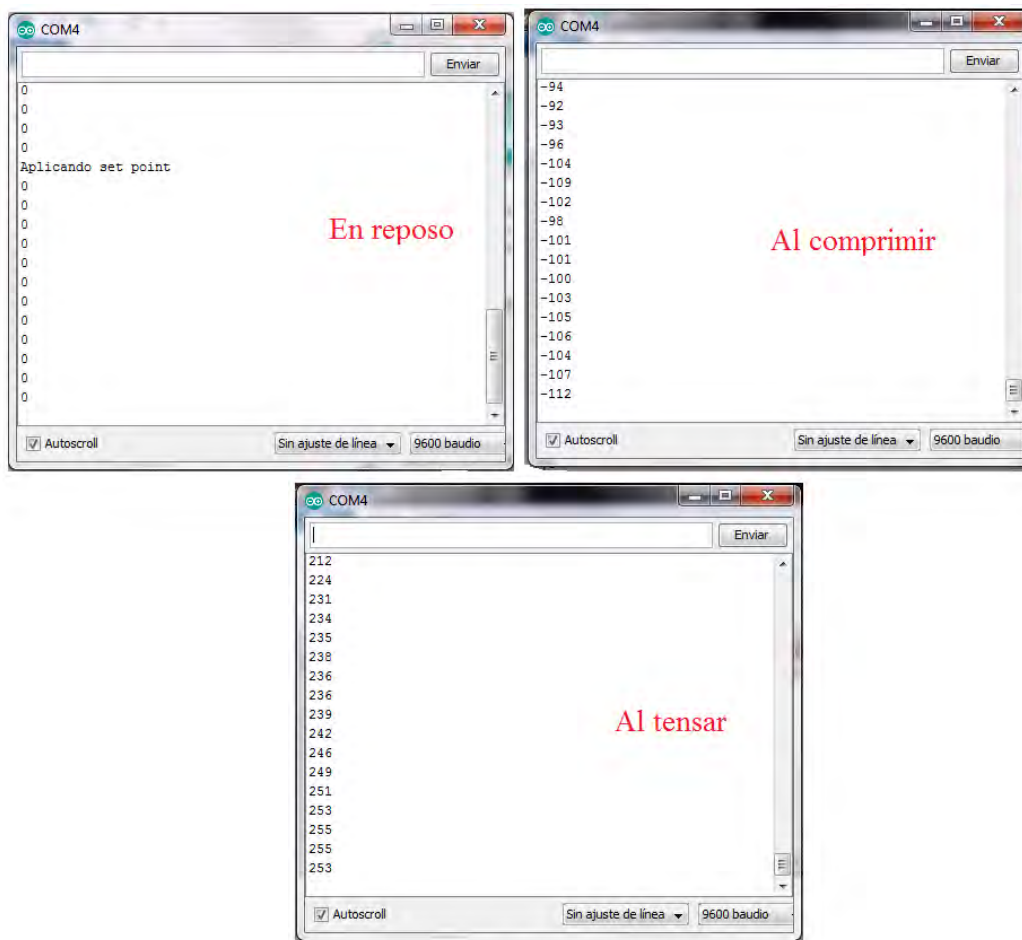 COM4
Enviar
0
0
0
0
Aplicando set point
0
0
0
0
0
0
0
0
0
0
0
0
En reposo
Autoscroll
Sin ajuste de línea
9600 baudio
COM4
Enviar
-94
-92
-93
-96
-104
-109
-102
-98
-101
-101
-100
-103
-105
-106
-104
-107
-112
Al comprimir
Autoscroll
Sin ajuste de línea
9600 baudio
COM4
Enviar
212
224
231
234
235
238
236
236
239
242
246
249
251
253
255
255
253
Al tensar
Autoscroll
Sin ajuste de línea
9600 baudio